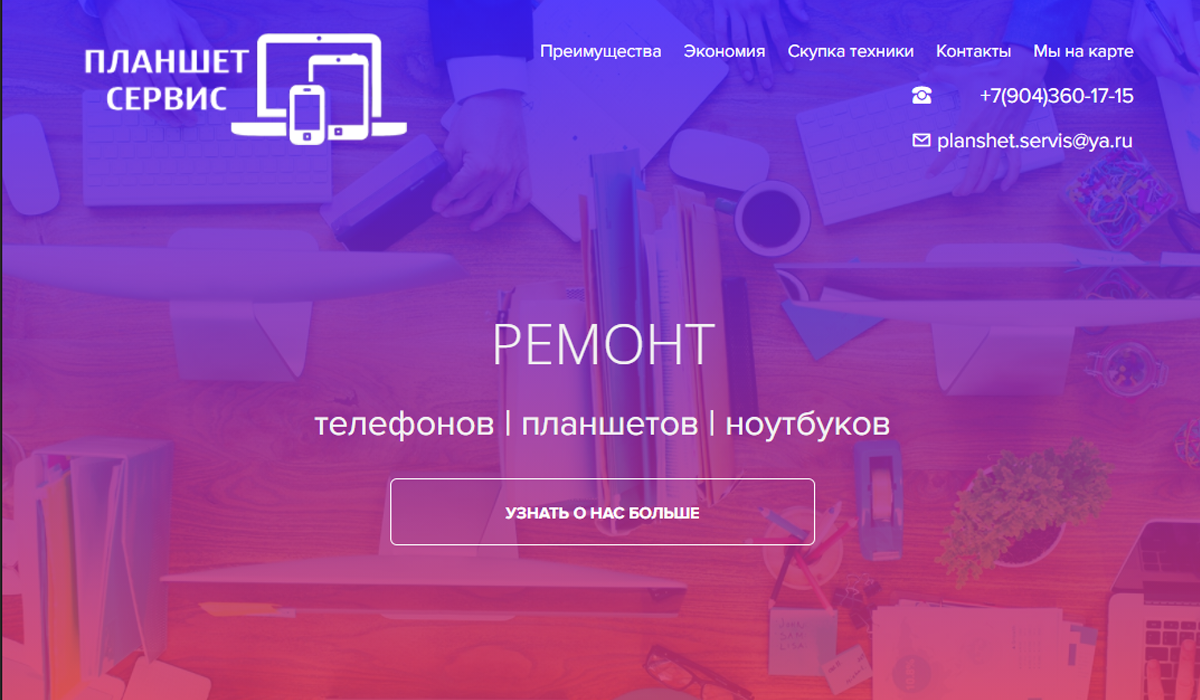 ПЛАНШЕТ
СЕРВИС
Преимущества Экономия Скупка техники Контакты Мы на карте
+7(904)360-17-15
planshet.servis@ya.ru
РЕМОНТ
телефонов | планшетов | ноутбуков
УЗНАТЬ О НАС БОЛЬШЕ